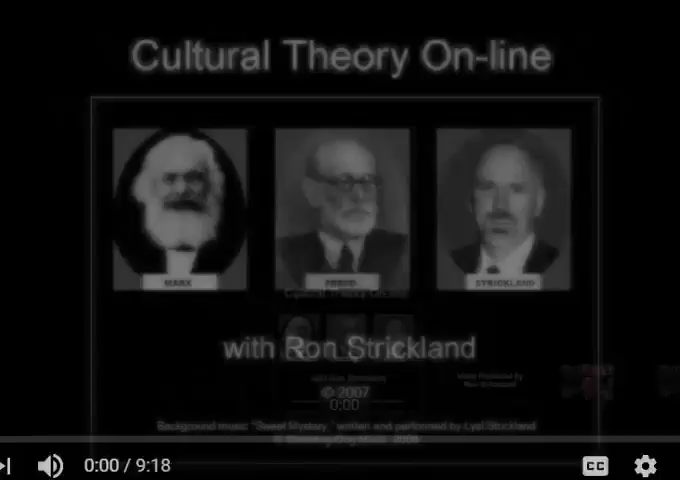 Cultural Theory On-line
MARX
FREUD
STRICKLAND
with Ron Strickland
© 2007
0:00
Background music: "Sweet Mystery," written and performed by Lyal Strickland
0:00 / 9:18
CC